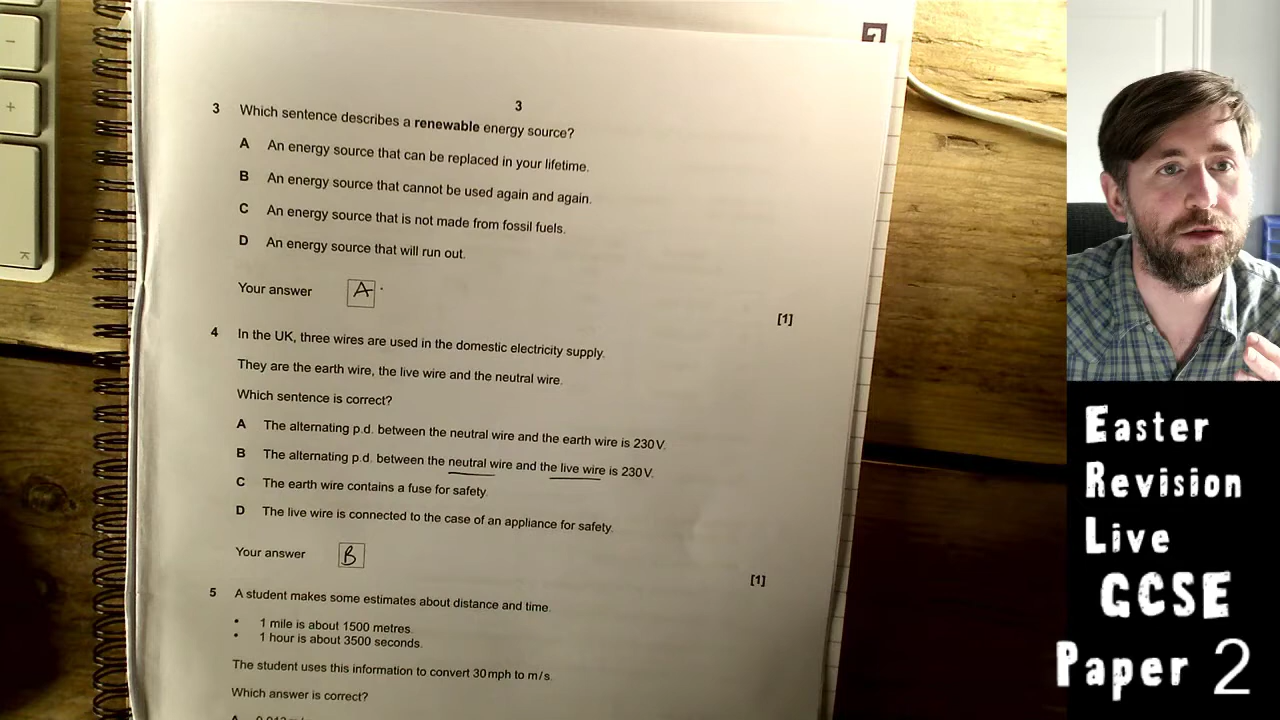 3
3 Which sentence describes a renewable energy source?
A An energy source that can be replaced in your lifetime.
B An energy source that cannot be used again and again.
C An energy source that is not made from fossil fuels.
D An energy source that will run out.
Your answer A
[1]
4 In the UK, three wires are used in the domestic electricity supply.
They are the earth wire, the live wire and the neutral wire.
Which sentence is correct?
A The alternating p.d. between the neutral wire and the earth wire is 230 V.
B The alternating p.d. between the neutral wire and the live wire is 230 V.
C The earth wire contains a fuse for safety.
D The live wire is connected to the case of an appliance for safety.
Your answer B
[1]
5 A student makes some estimates about distance and time.
• 1 mile is about 1500 metres.
• 1 hour is about 3500 seconds.
The student uses this information to convert 30 mph to m/s.
Which answer is correct?
A
Easter
Revision
Live
GCSE
Paper 2